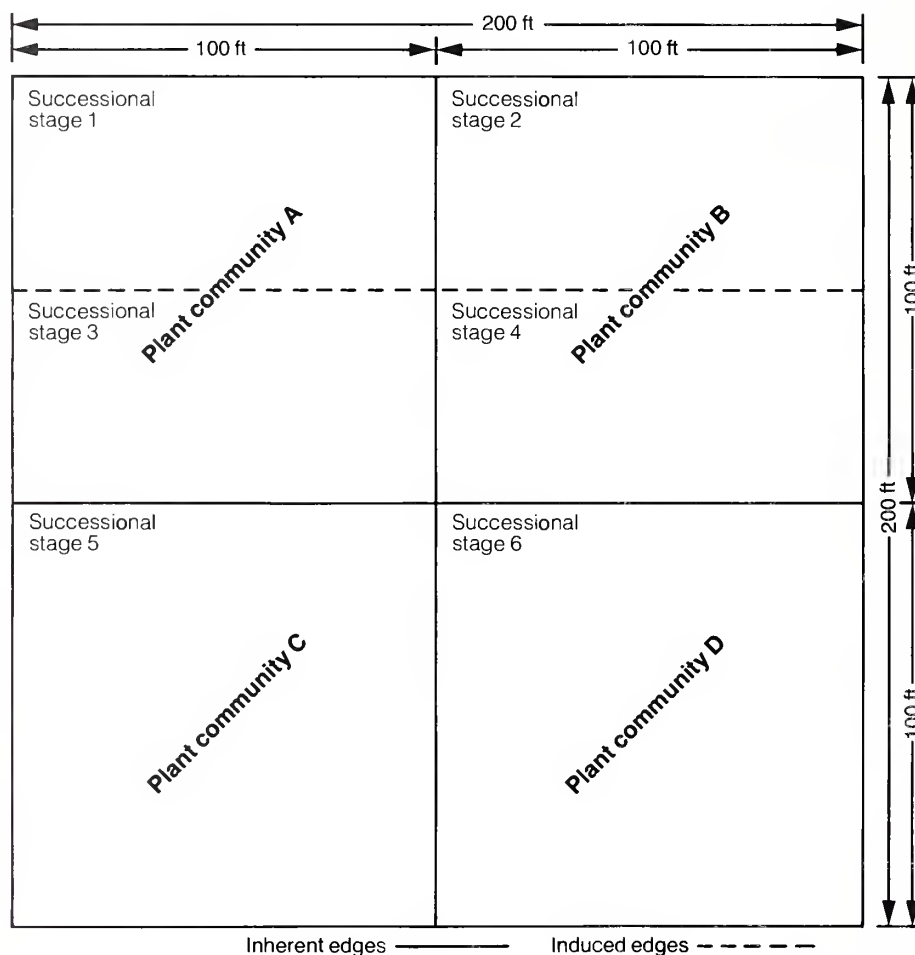 200 ft
100 ft
100 ft
Successional
stage 1
Successional
stage 2
Plant community A
Plant community B
100 ft
Successional
stage 3
Successional
stage 4
200 ft
Successional
stage 5
Successional
stage 6
Plant community C
Plant community D
100 ft
Inherent edges
Induced edges